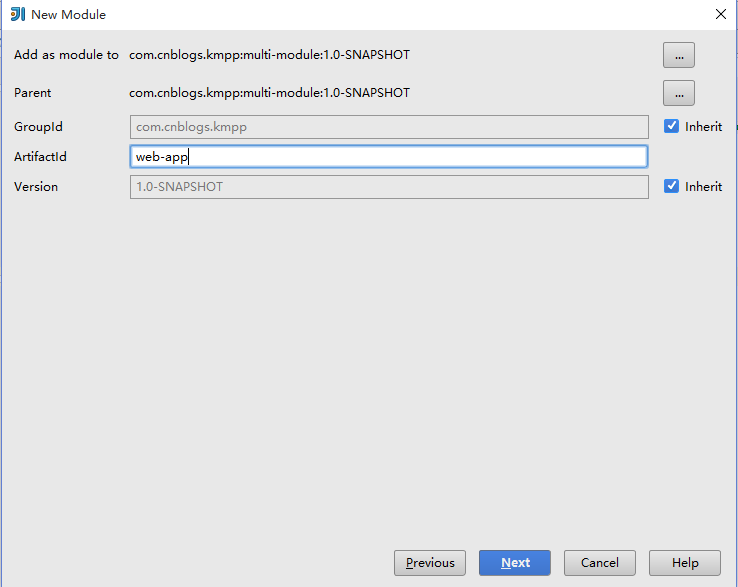 New Module
Add as module to com.cnblogs.kmpp:multi-module:1.0-SNAPSHOT ...
Parent com.cnblogs.kmpp:multi-module:1.0-SNAPSHOT ...
GroupId com.cnblogs.kmpp Inherit
ArtifactId web-app
Version 1.0-SNAPSHOT Inherit
Previous Next Cancel Help